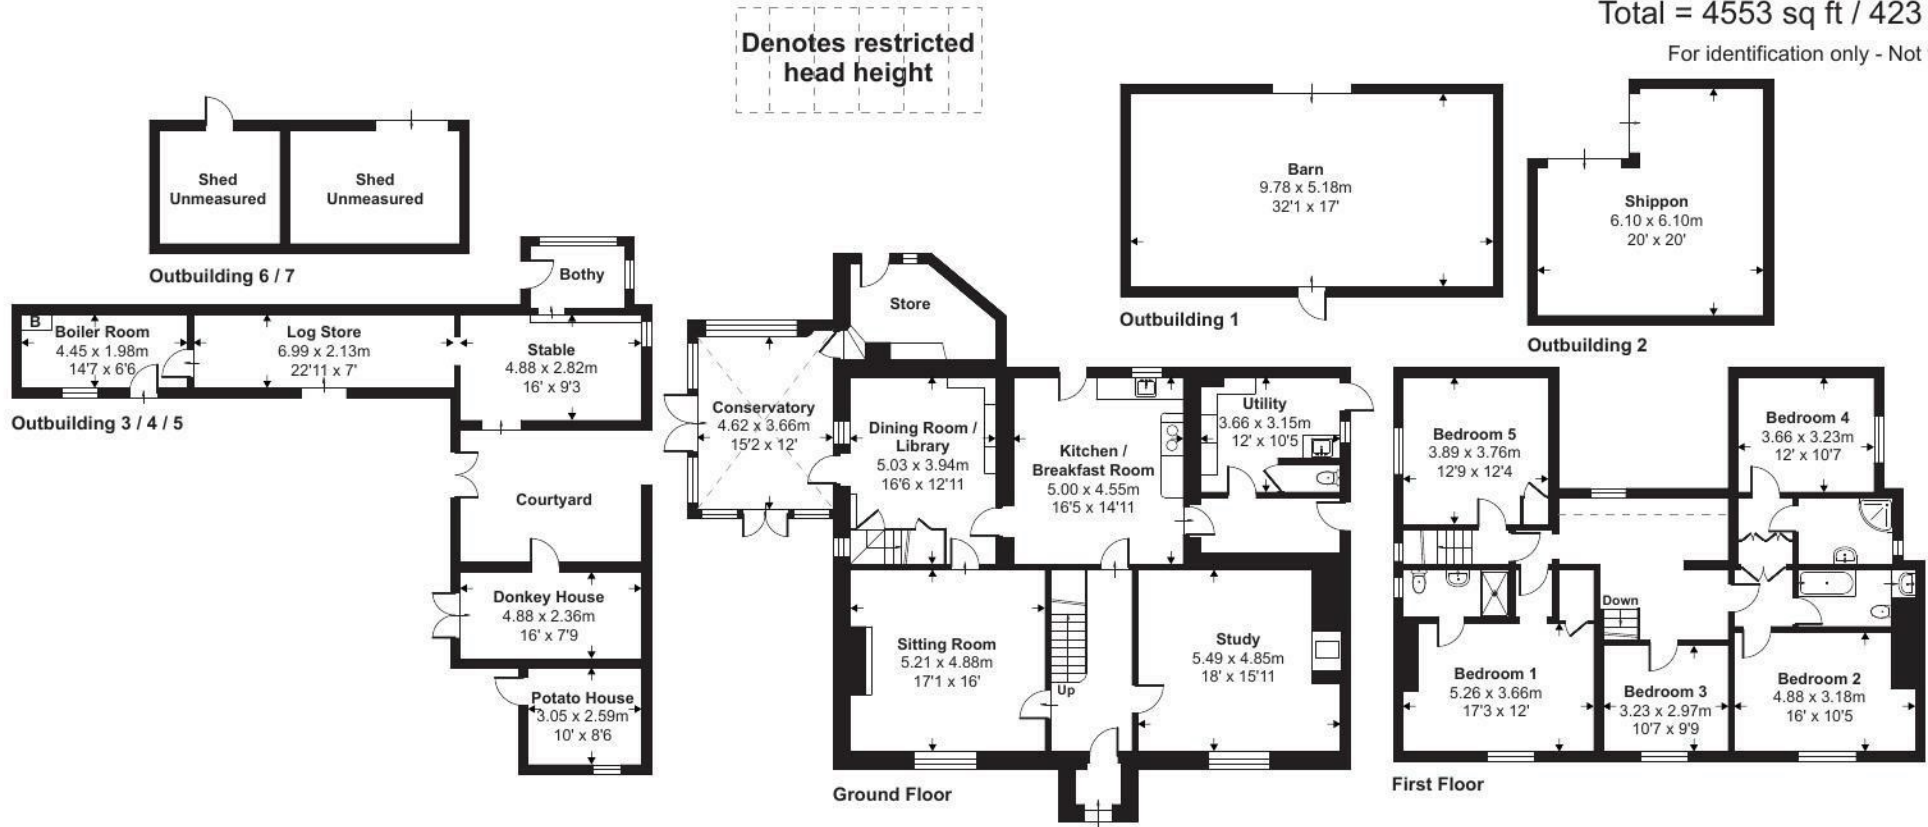 Total = 4553 sq ft / 423
For identification only - Not
Denotes restricted
head height
Shed
Unmeasured
Shed
Unmeasured
Outbuilding 6 / 7
Bothy
B
Boiler Room
4.45 x 1.98m
14'7 x 6'6
Log Store
6.99 x 2.13m
22'11 x 7'
Stable
4.88 x 2.82m
16' x 9'3
Outbuilding 3 / 4 / 5
Courtyard
Donkey House
4.88 x 2.36m
16' x 7'9
Potato House
3.05 x 2.59m
10' x 8'6
Store
Conservatory
4.62 x 3.66m
15'2 x 12'
Dining Room /
Library
5.03 x 3.94m
16'6 x 12'11
Kitchen /
Breakfast Room
5.00 x 4.55m
16'5 x 14'11
Utility
3.66 x 3.15m
12' x 10'5
Sitting Room
5.21 x 4.88m
17'1 x 16'
Up
Study
5.49 x 4.85m
18' x 15'11
Ground Floor
Barn
9.78 x 5.18m
32'1 x 17'
Outbuilding 1
Shippon
6.10 x 6.10m
20' x 20'
Outbuilding 2
Bedroom 5
3.89 x 3.76m
12'9 x 12'4
Bedroom 4
3.66 x 3.23m
12' x 10'7
Down
Bedroom 1
5.26 x 3.66m
17'3 x 12'
Bedroom 3
3.23 x 2.97m
10'7 x 9'9
Bedroom 2
4.88 x 3.18m
16' x 10'5
First Floor